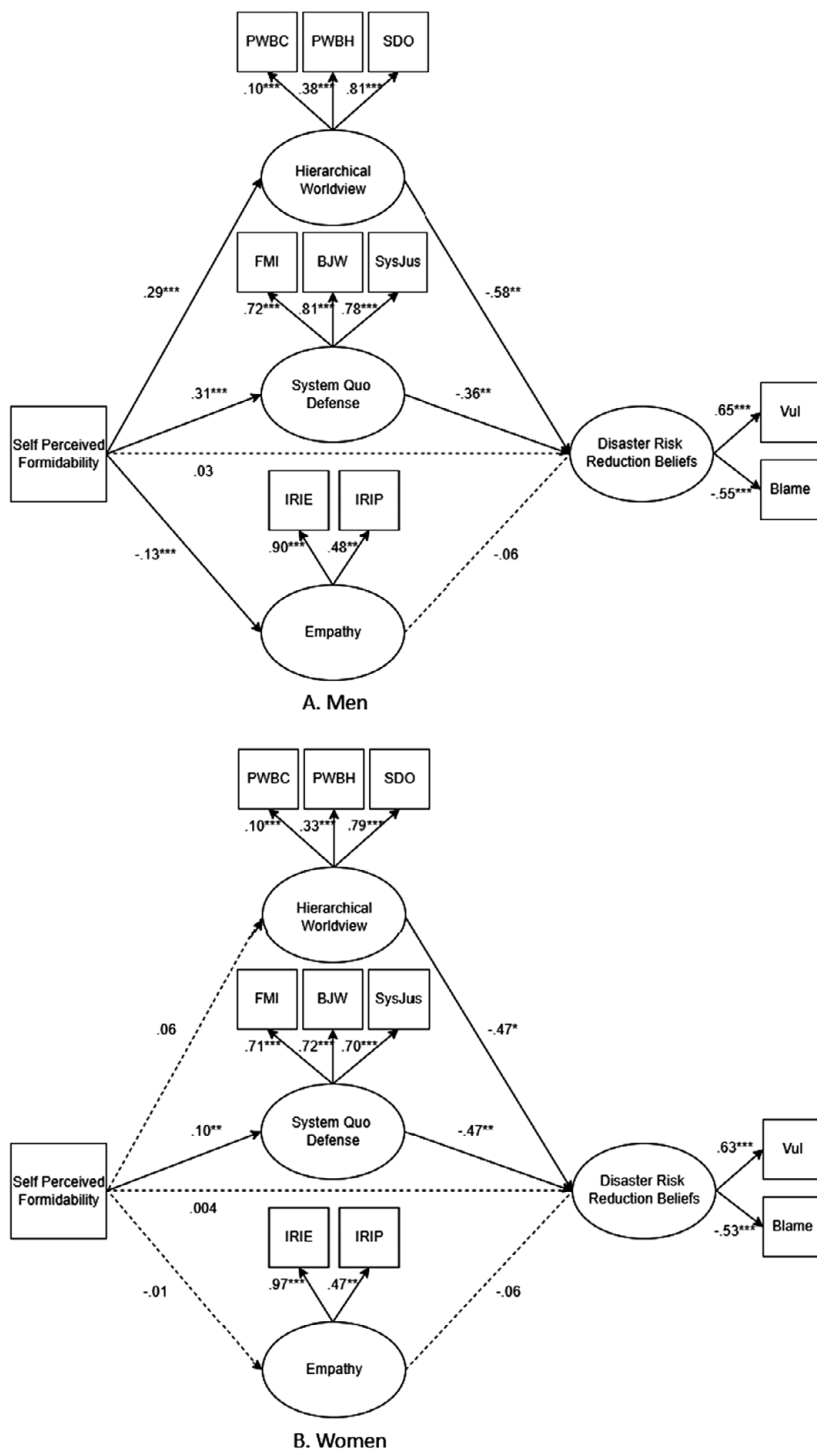 PWBC PWBH SDO
.10*** .38*** .81***
Hierarchical
Worldview
FMI BJW SysJus
.29*** -.58**
.72*** .81*** .78***
.31*** System Quo
Defense -.36**
.65*** Vul
Self Perceived
Formidability
Disaster Risk
Reduction Beliefs
.03
IRIE IRIP
-.55*** Blame
.90*** .48**
-.13*** -.06
Empathy
A. Men
PWBC PWBH SDO
.10*** .33*** .79***
Hierarchical
Worldview
FMI BJW SysJus
.06 -.47*
.71*** .72*** .70***
.10** System Quo
Defense -.47**
.63*** Vul
Self Perceived
Formidability
Disaster Risk
Reduction Beliefs
.004
IRIE IRIP
-.53*** Blame
.97*** .47**
-.01 -.06
Empathy
B. Women